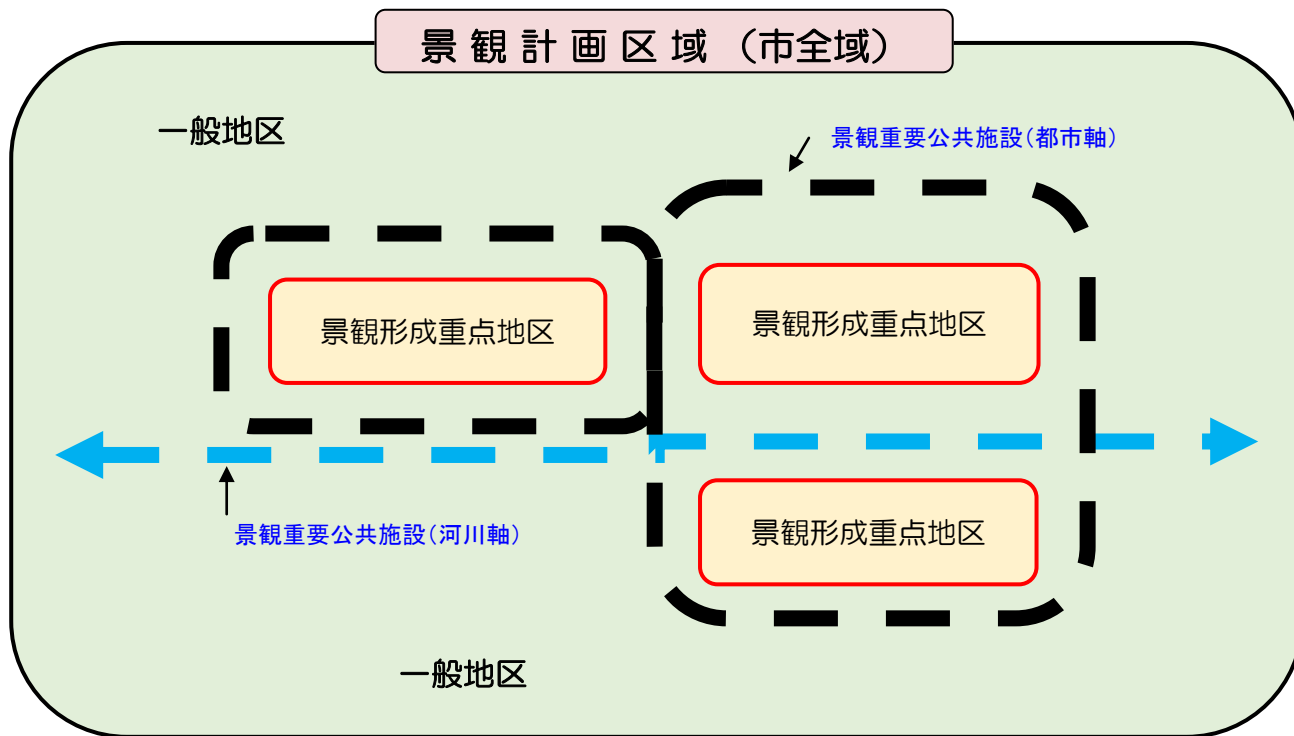 景観計画区域（市全域）
一般地区
景観重要公共施設（都市軸）
景観形成重点地区
景観形成重点地区
景観重要公共施設（河川軸）
景観形成重点地区
一般地区